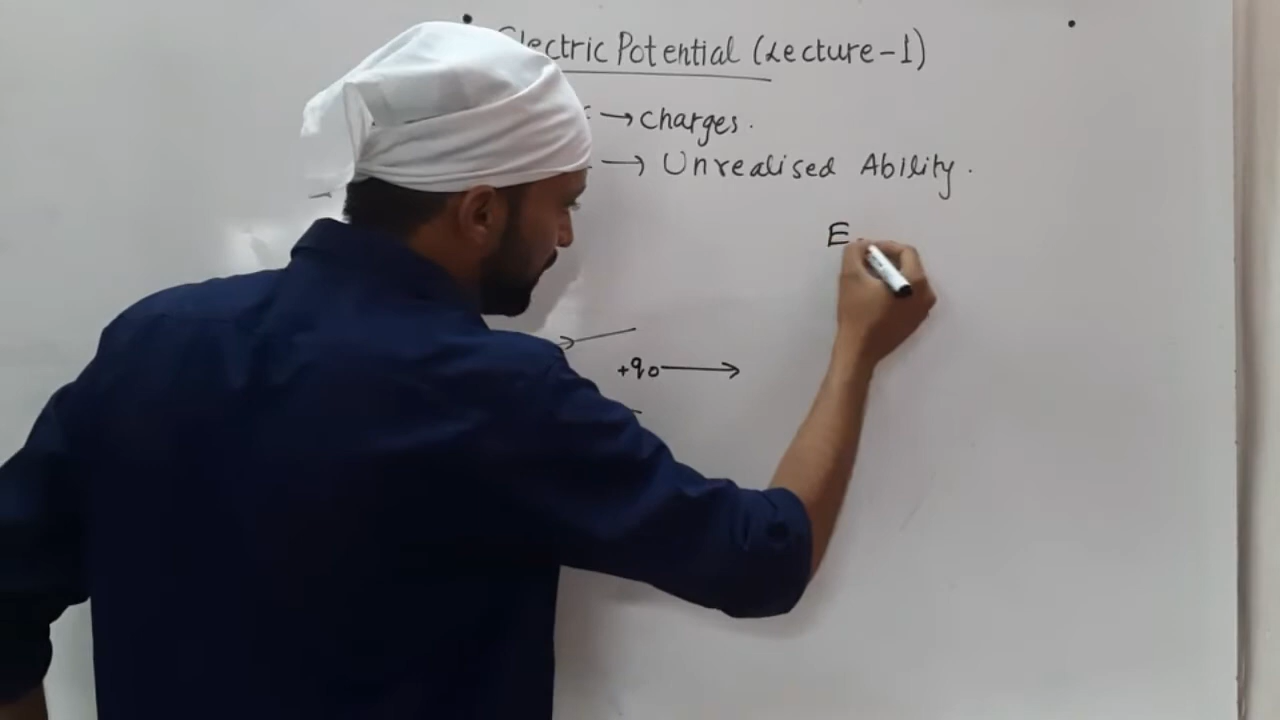 Electric Potential (Lecture-1)
→ charges.
→ Unrealised Ability.
E
+q₀